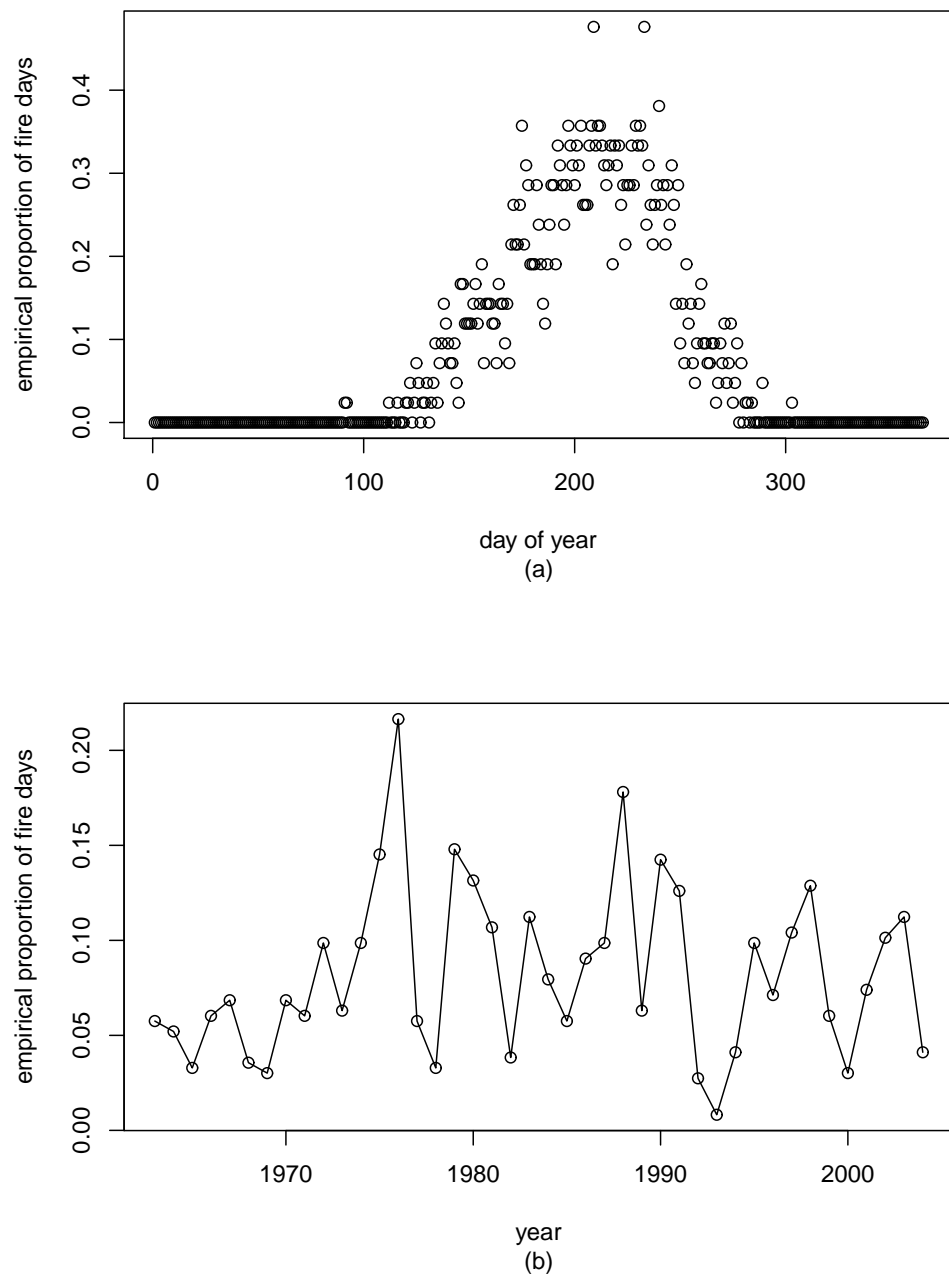 empirical proportion of fire days
0.4
0.3
0.2
0.1
0.0
0 100 200 300
day of year
(a)
empirical proportion of fire days
0.20
0.15
0.10
0.05
0.00
1970 1980 1990 2000
year
(b)